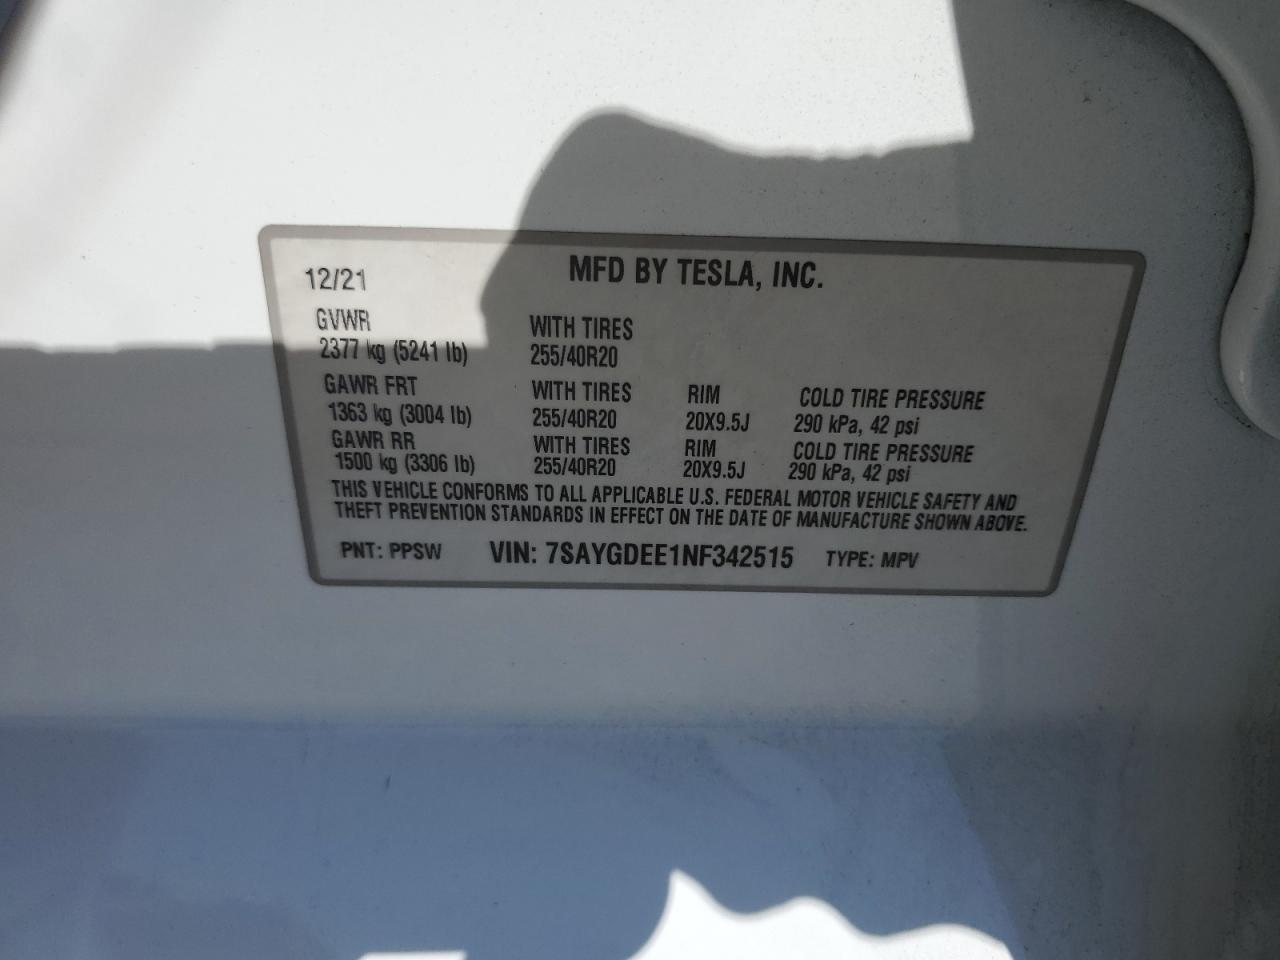 12/21 MFD BY TESLA, INC.
GVWR WITH TIRES
2377 kg (5241 lb) 255/40R20
GAWR FRT WITH TIRES RIM COLD TIRE PRESSURE
1363 kg (3004 lb) 255/40R20 20X9.5J 290 kPa, 42 psi
GAWR RR WITH TIRES RIM COLD TIRE PRESSURE
1500 kg (3306 lb) 255/40R20 20X9.5J 290 kPa, 42 psi
THIS VEHICLE CONFORMS TO ALL APPLICABLE U.S. FEDERAL MOTOR VEHICLE SAFETY AND
THEFT PREVENTION STANDARDS IN EFFECT ON THE DATE OF MANUFACTURE SHOWN ABOVE.
PNT: PPSW VIN: 7SAYGDEE1NF342515 TYPE: MPV